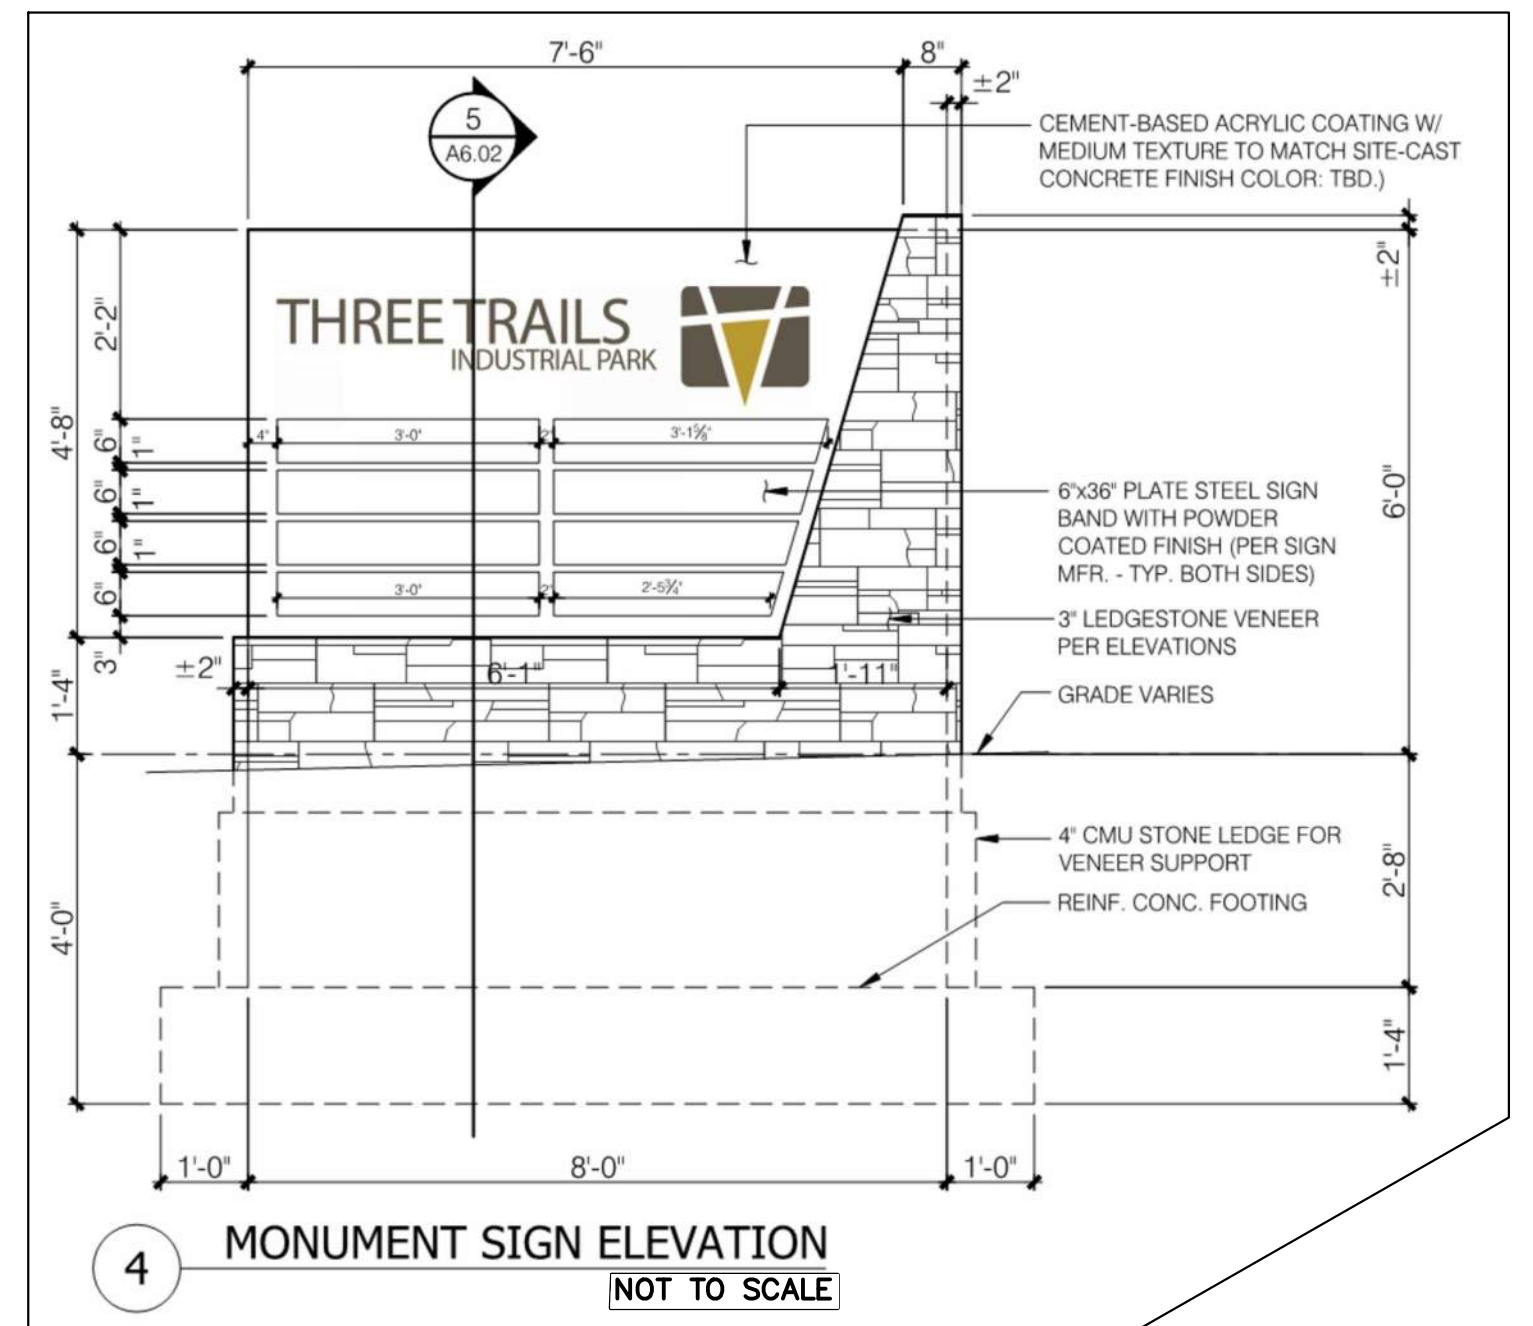 7'-6"
8"
±2"
5
A6.02
CEMENT-BASED ACRYLIC COATING W/
MEDIUM TEXTURE TO MATCH SITE-CAST
CONCRETE FINISH COLOR: TBD.)
±2"
2'-2"
THREE TRAILS
INDUSTRIAL PARK
4'-8"
6"
1"
6"
1"
6"
1"
6"
3"
4"
3'-0"
2"
3'-1⅝"
6"x36" PLATE STEEL SIGN
BAND WITH POWDER
COATED FINISH (PER SIGN
MFR. - TYP. BOTH SIDES)
6'-0"
3'-0"
2"
2'-5¾"
3" LEDGESTONE VENEER
PER ELEVATIONS
±2"
6'-1"
1'-11"
1'-4"
GRADE VARIES
4" CMU STONE LEDGE FOR
VENEER SUPPORT
2'-8"
REINF. CONC. FOOTING
4'-0"
1'-4"
1'-0"
8'-0"
1'-0"
4
MONUMENT SIGN ELEVATION
NOT TO SCALE